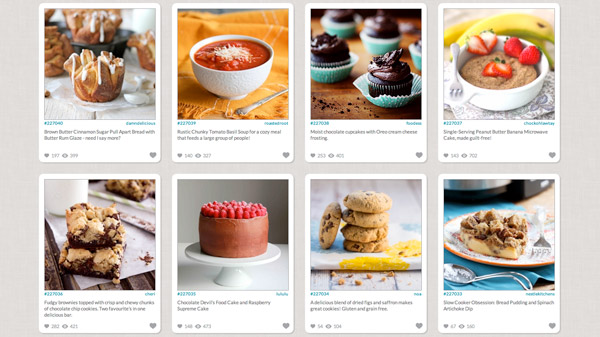 #227040 damndelicious
Brown Butter Cinnamon Sugar Pull Apart Bread with
Butter Rum Glaze - need I say more?
197 399
#227039 roastedroot
Rustic Chunky Tomato Basil Soup for a cozy meal
that feeds a large group of people!
140 327
#227038 foodess
Moist chocolate cupcakes with Oreo cream cheese
frosting.
253 401
#227037
Single-Serving Peanut Butter Banana Microwave
Cake, made guilt-free!
143 702
#227036 cheri
Fudgy brownies topped with crisp and chewy chunks
of chocolate chip cookies. Two favourite's in one
delicious bar.
282 421
#227035 lululu
Chocolate Devil's Food Cake and Raspberry
Supreme Cake
148 473
#227034
A delicious blend of dried figs and saffron makes
great cookies! Gluten and grain free.
54 104
#227033 nestlekitchens
Slow Cooker Obsession: Bread Pudding and Spinach
Artichoke Dip
67 160